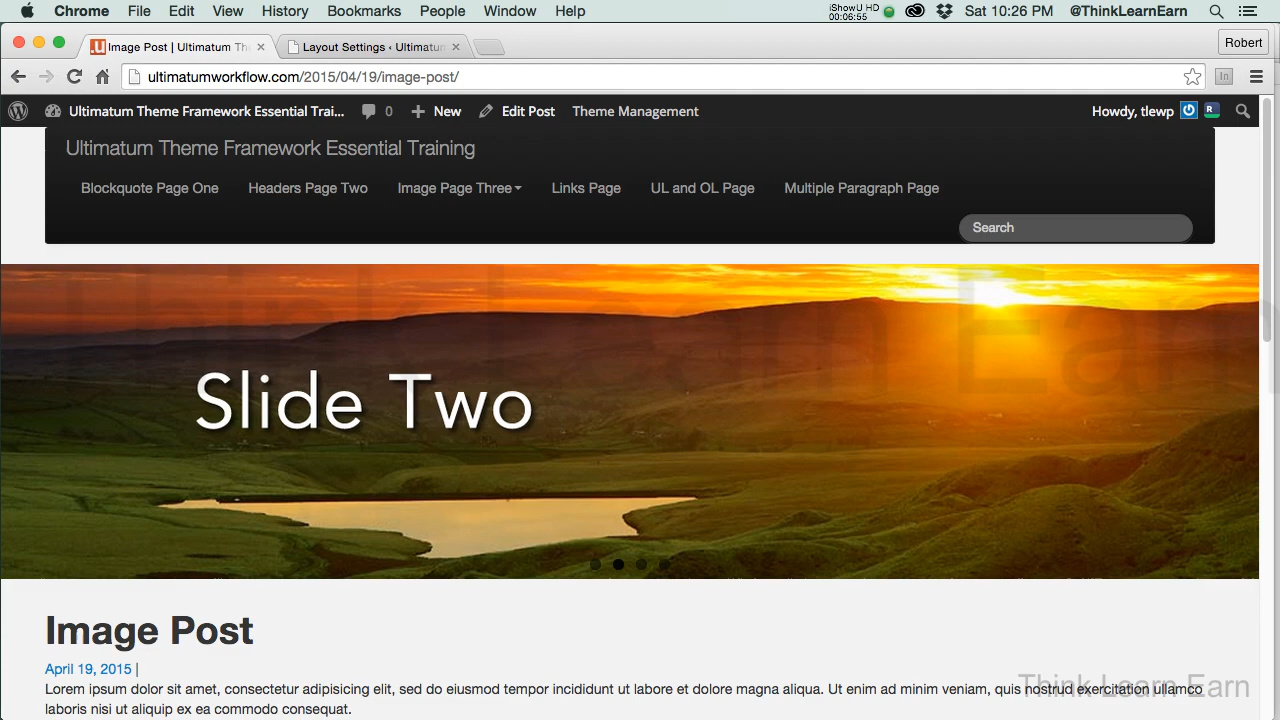 Chrome File Edit View History Bookmarks People Window Help iShowU HD 00:06:55 Sat 10:26 PM @ThinkLearnEarn
Image Post | Ultimatum Th Layout Settings ‹ Ultimatum Robert
ultimatumworkflow.com/2015/04/19/image-post/ In
Ultimatum Theme Framework Essential Trai... 0 New Edit Post Theme Management Howdy, tlewp
Ultimatum Theme Framework Essential Training
Blockquote Page One Headers Page Two Image Page Three Links Page UL and OL Page Multiple Paragraph Page
Search
Think Learn Earn
Slide Two
Image Post
April 19, 2015 |
Lorem ipsum dolor sit amet, consectetur adipisicing elit, sed do eiusmod tempor incididunt ut labore et dolore magna aliqua. Ut enim ad minim veniam, quis nostrud exercitation ullamco
laboris nisi ut aliquip ex ea commodo consequat.
Think Learn Earn